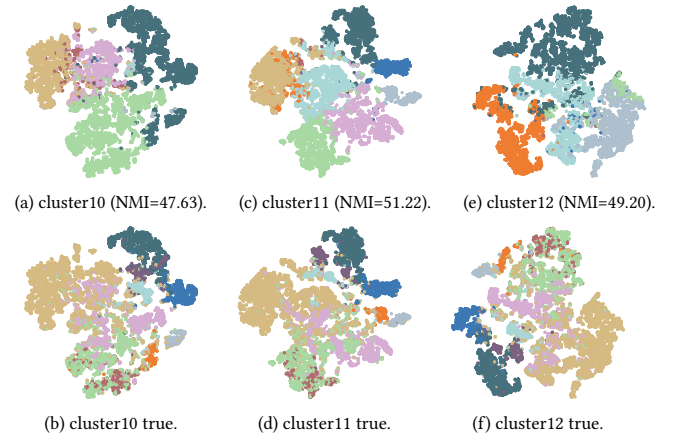 (a) cluster10 (NMI=47.63).
(c) cluster11 (NMI=51.22).
(e) cluster12 (NMI=49.20).
(b) cluster10 true.
(d) cluster11 true.
(f) cluster12 true.